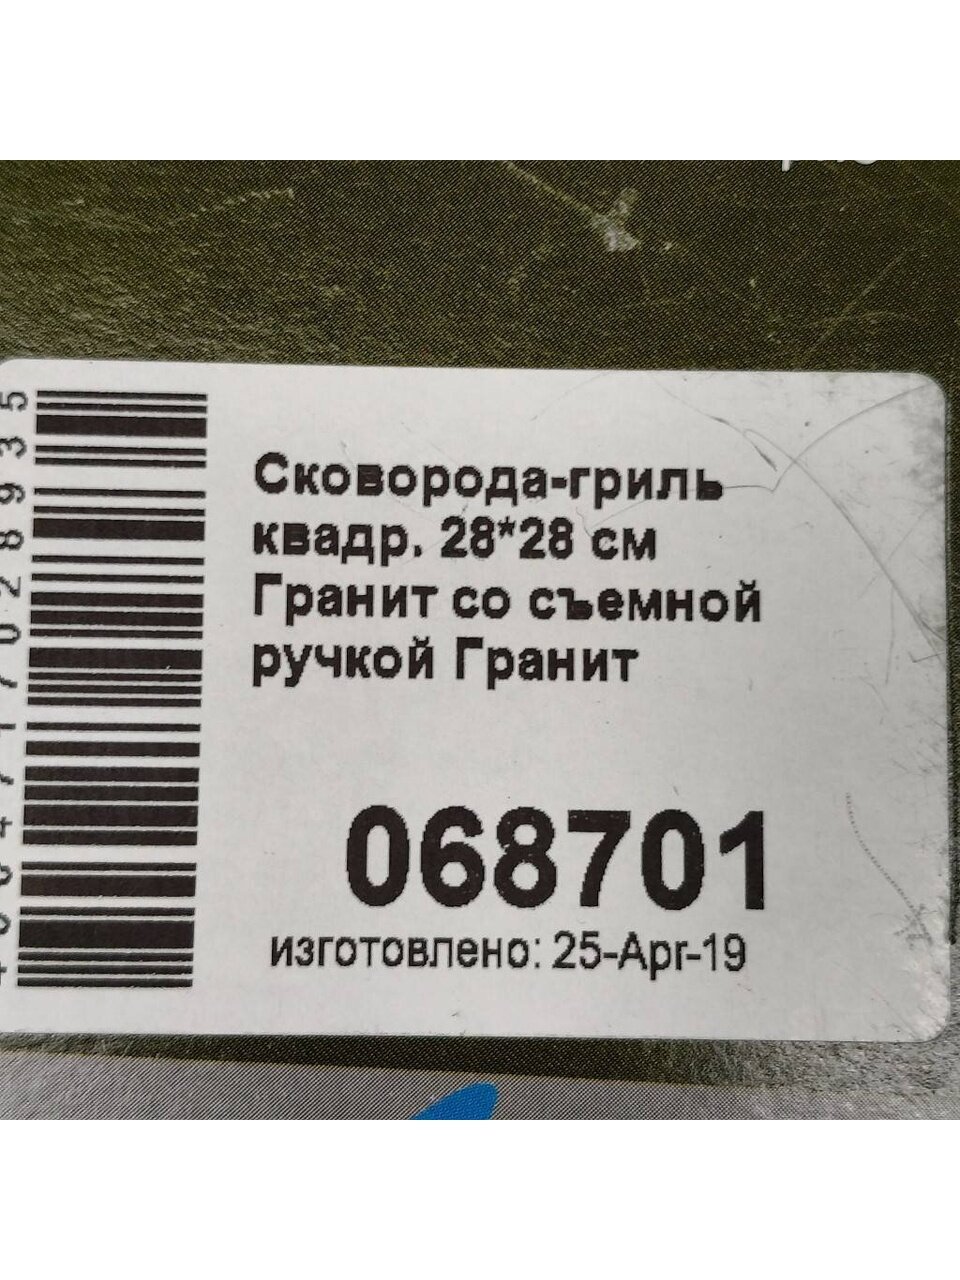 Сковорода-гриль
квадр. 28*28 см
Гранит со съемной
ручкой Гранит
068701
изготовлено: 25-Apr-19